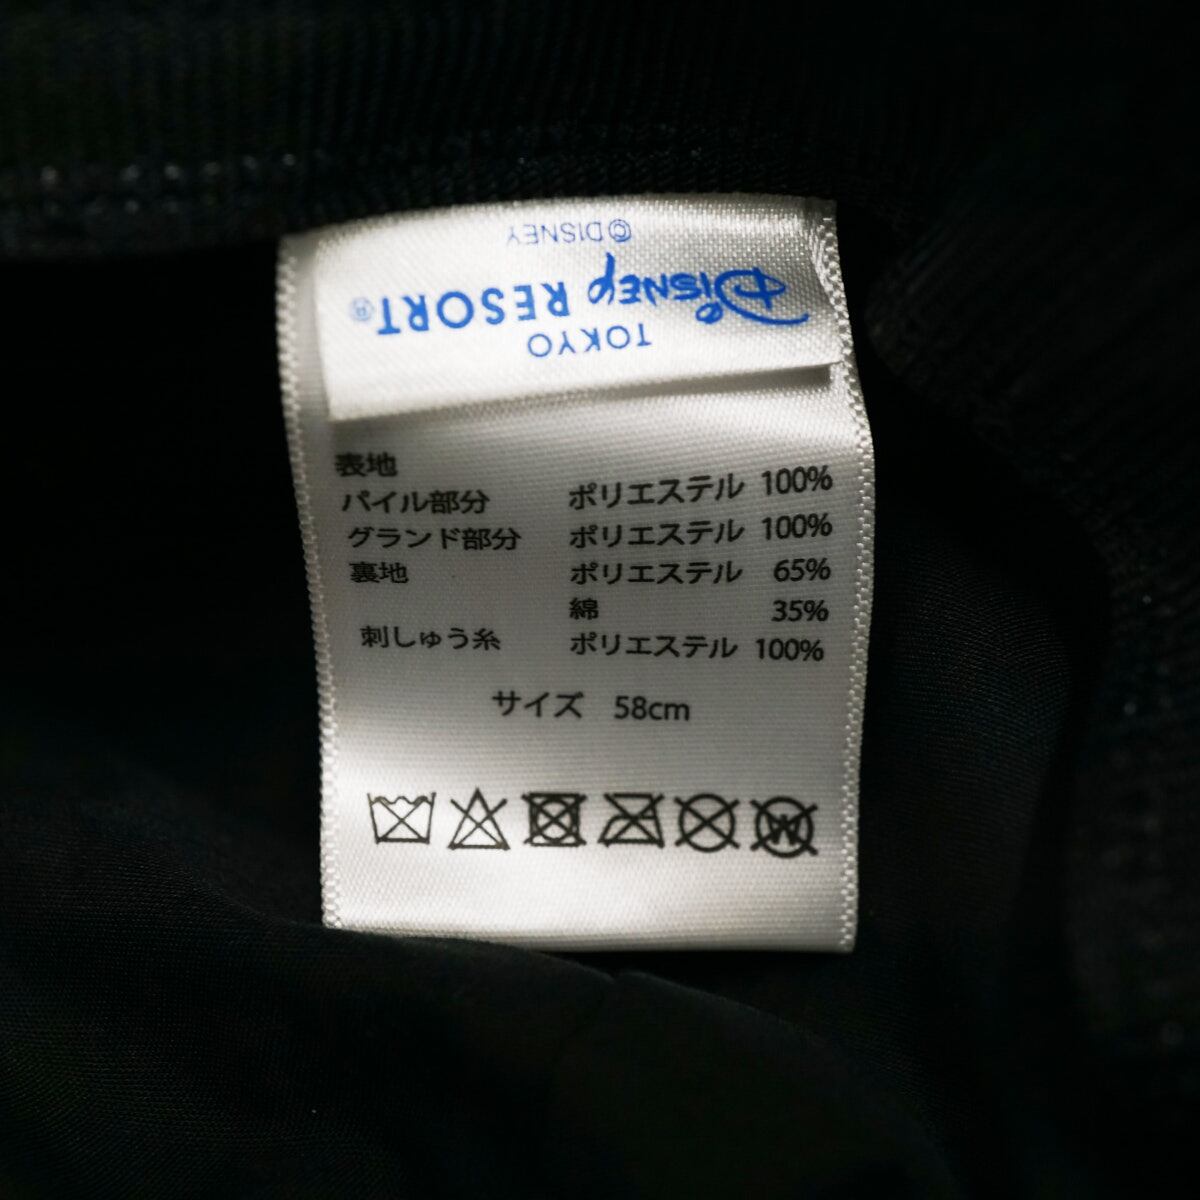 ©DISNEY
DISNEY RESORT®
TOKYO
表地
パイル部分 ポリエステル 100%
グランド部分 ポリエステル 100%
裏地 ポリエステル 65%
綿 35%
刺しゅう糸 ポリエステル 100%
サイズ 58cm
W